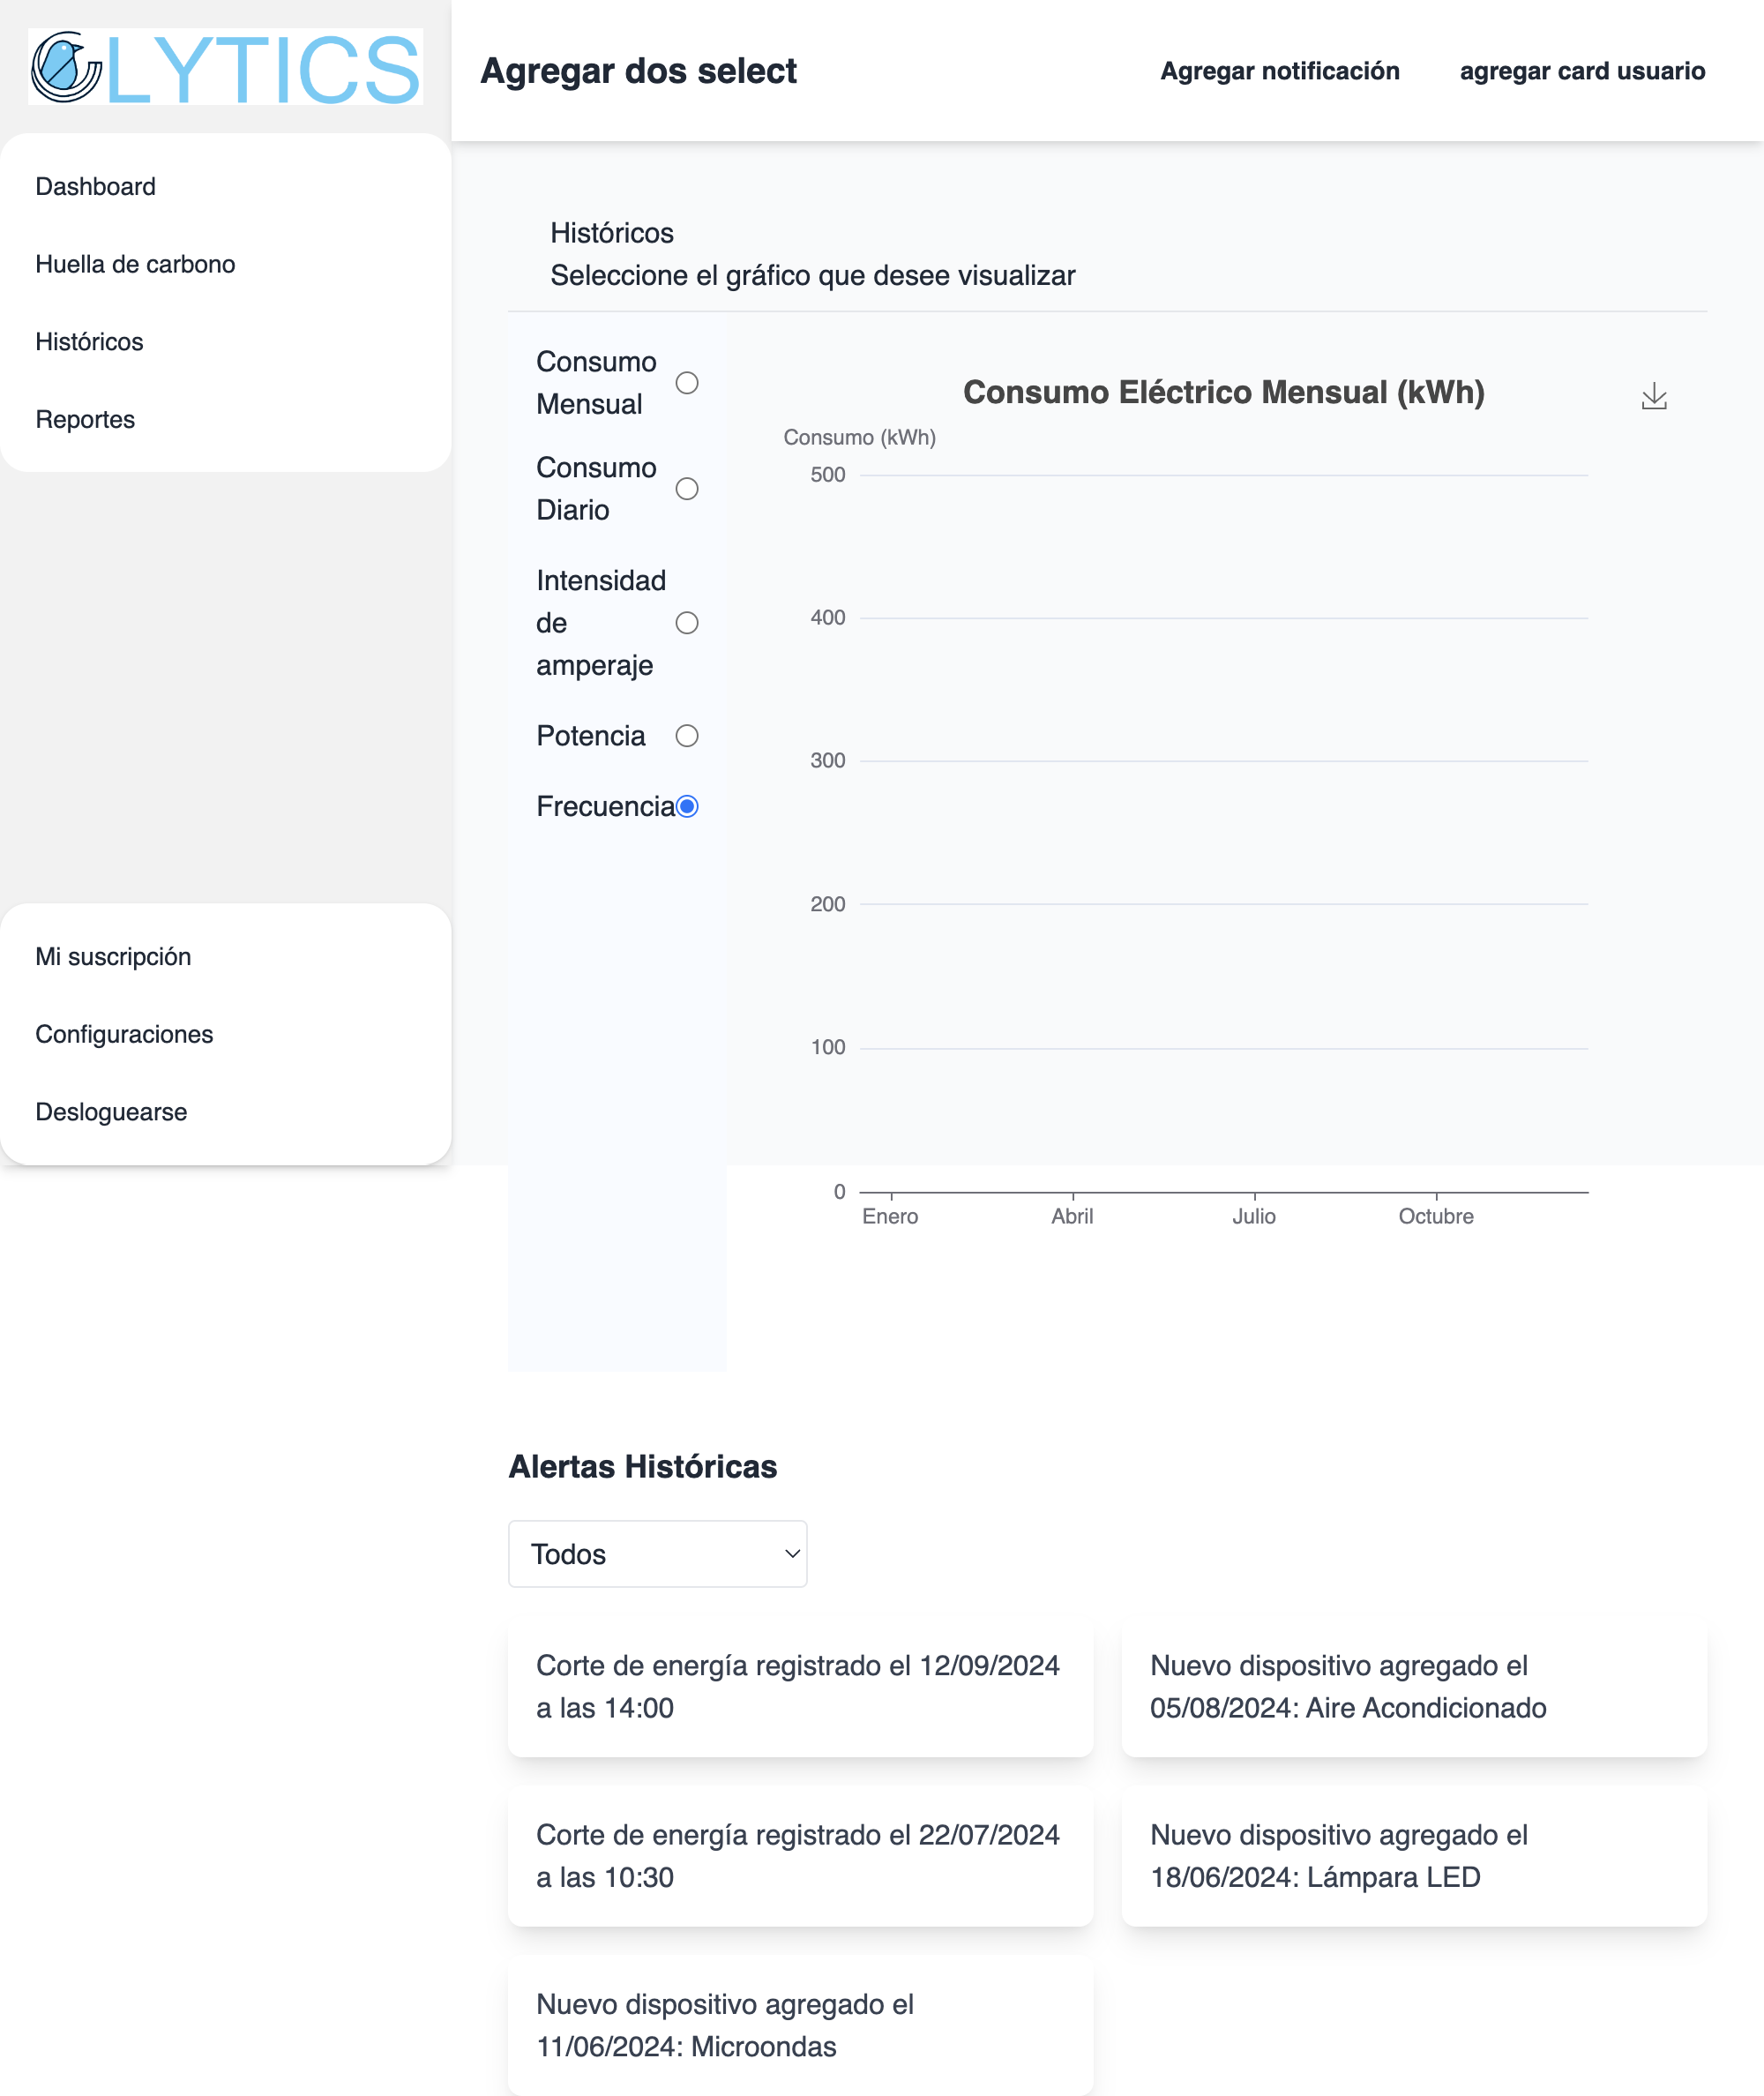 LYTICS
Agregar dos select
Agregar notificación
agregar card usuario
Dashboard
Huella de carbono
Históricos
Reportes
Mi suscripción
Configuraciones
Desloguearse
Históricos
Seleccione el gráfico que desee visualizar
Consumo
Mensual
Consumo
Diario
Intensidad
de
amperaje
Potencia
Frecuencia
Consumo Eléctrico Mensual (kWh)
Consumo (kWh)
500
400
300
200
100
0
Enero
Abril
Julio
Octubre
Alertas Históricas
Todos
Corte de energía registrado el 12/09/2024
a las 14:00
Nuevo dispositivo agregado el
05/08/2024: Aire Acondicionado
Corte de energía registrado el 22/07/2024
a las 10:30
Nuevo dispositivo agregado el
18/06/2024: Lámpara LED
Nuevo dispositivo agregado el
11/06/2024: Microondas